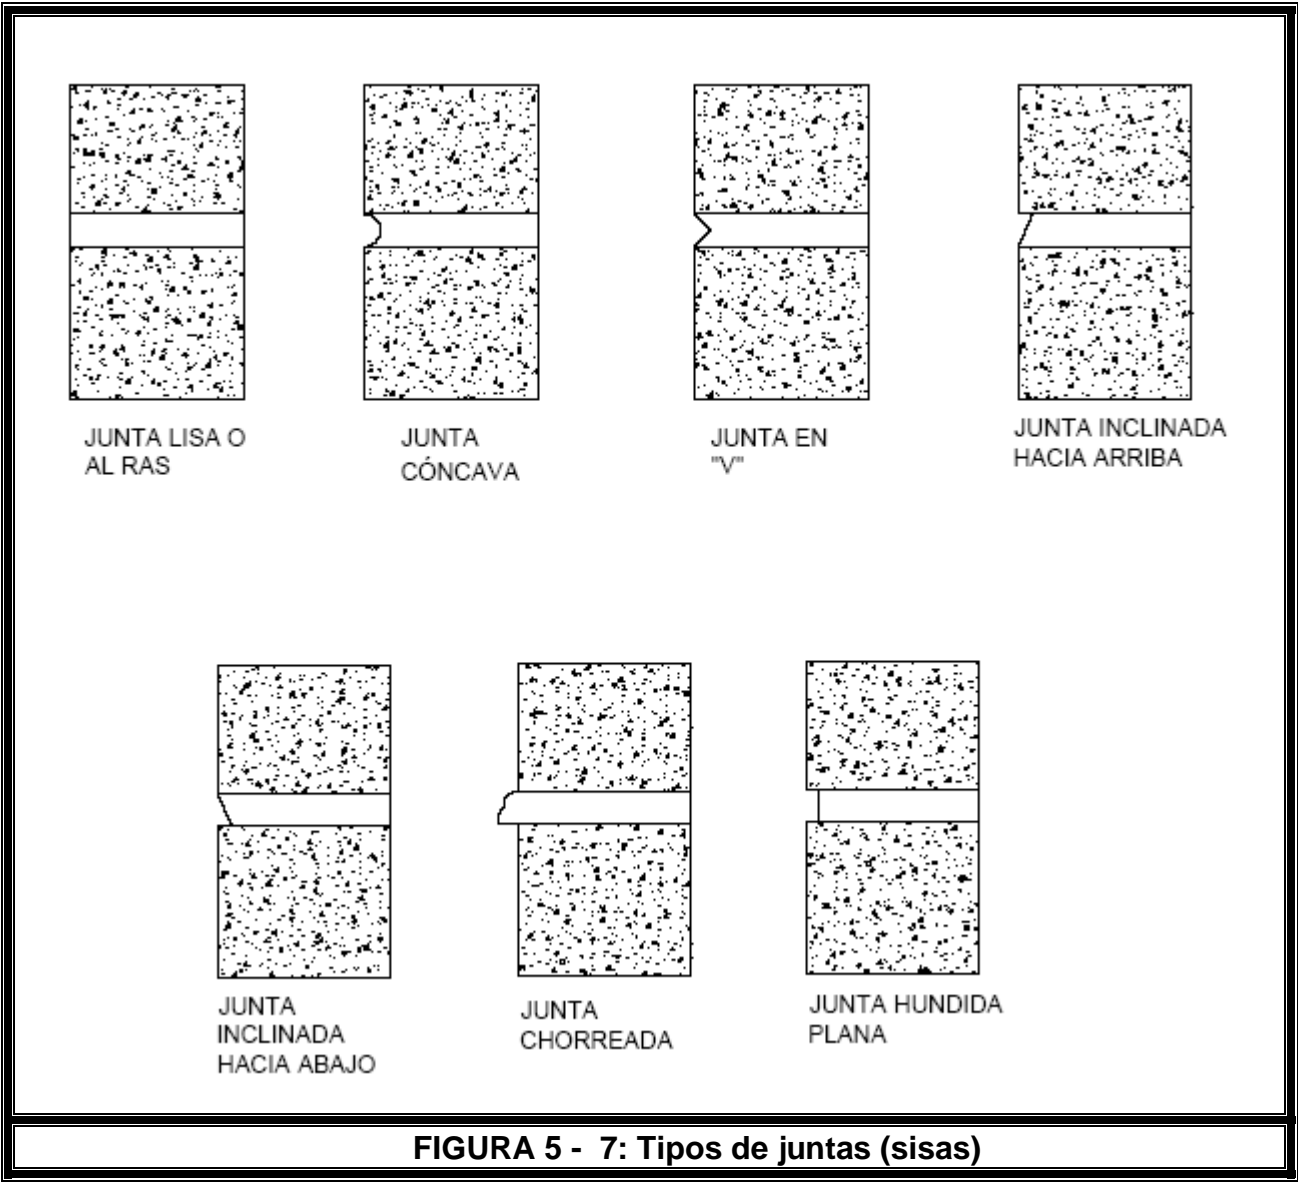 JUNTA LISA O
AL RAS
JUNTA
CÓNCAVA
JUNTA EN
"V"
JUNTA INCLINADA
HACIA ARRIBA
JUNTA
INCLINADA
HACIA ABAJO
JUNTA
CHORREADA
JUNTA HUNDIDA
PLANA
FIGURA 5 - 7: Tipos de juntas (sisas)